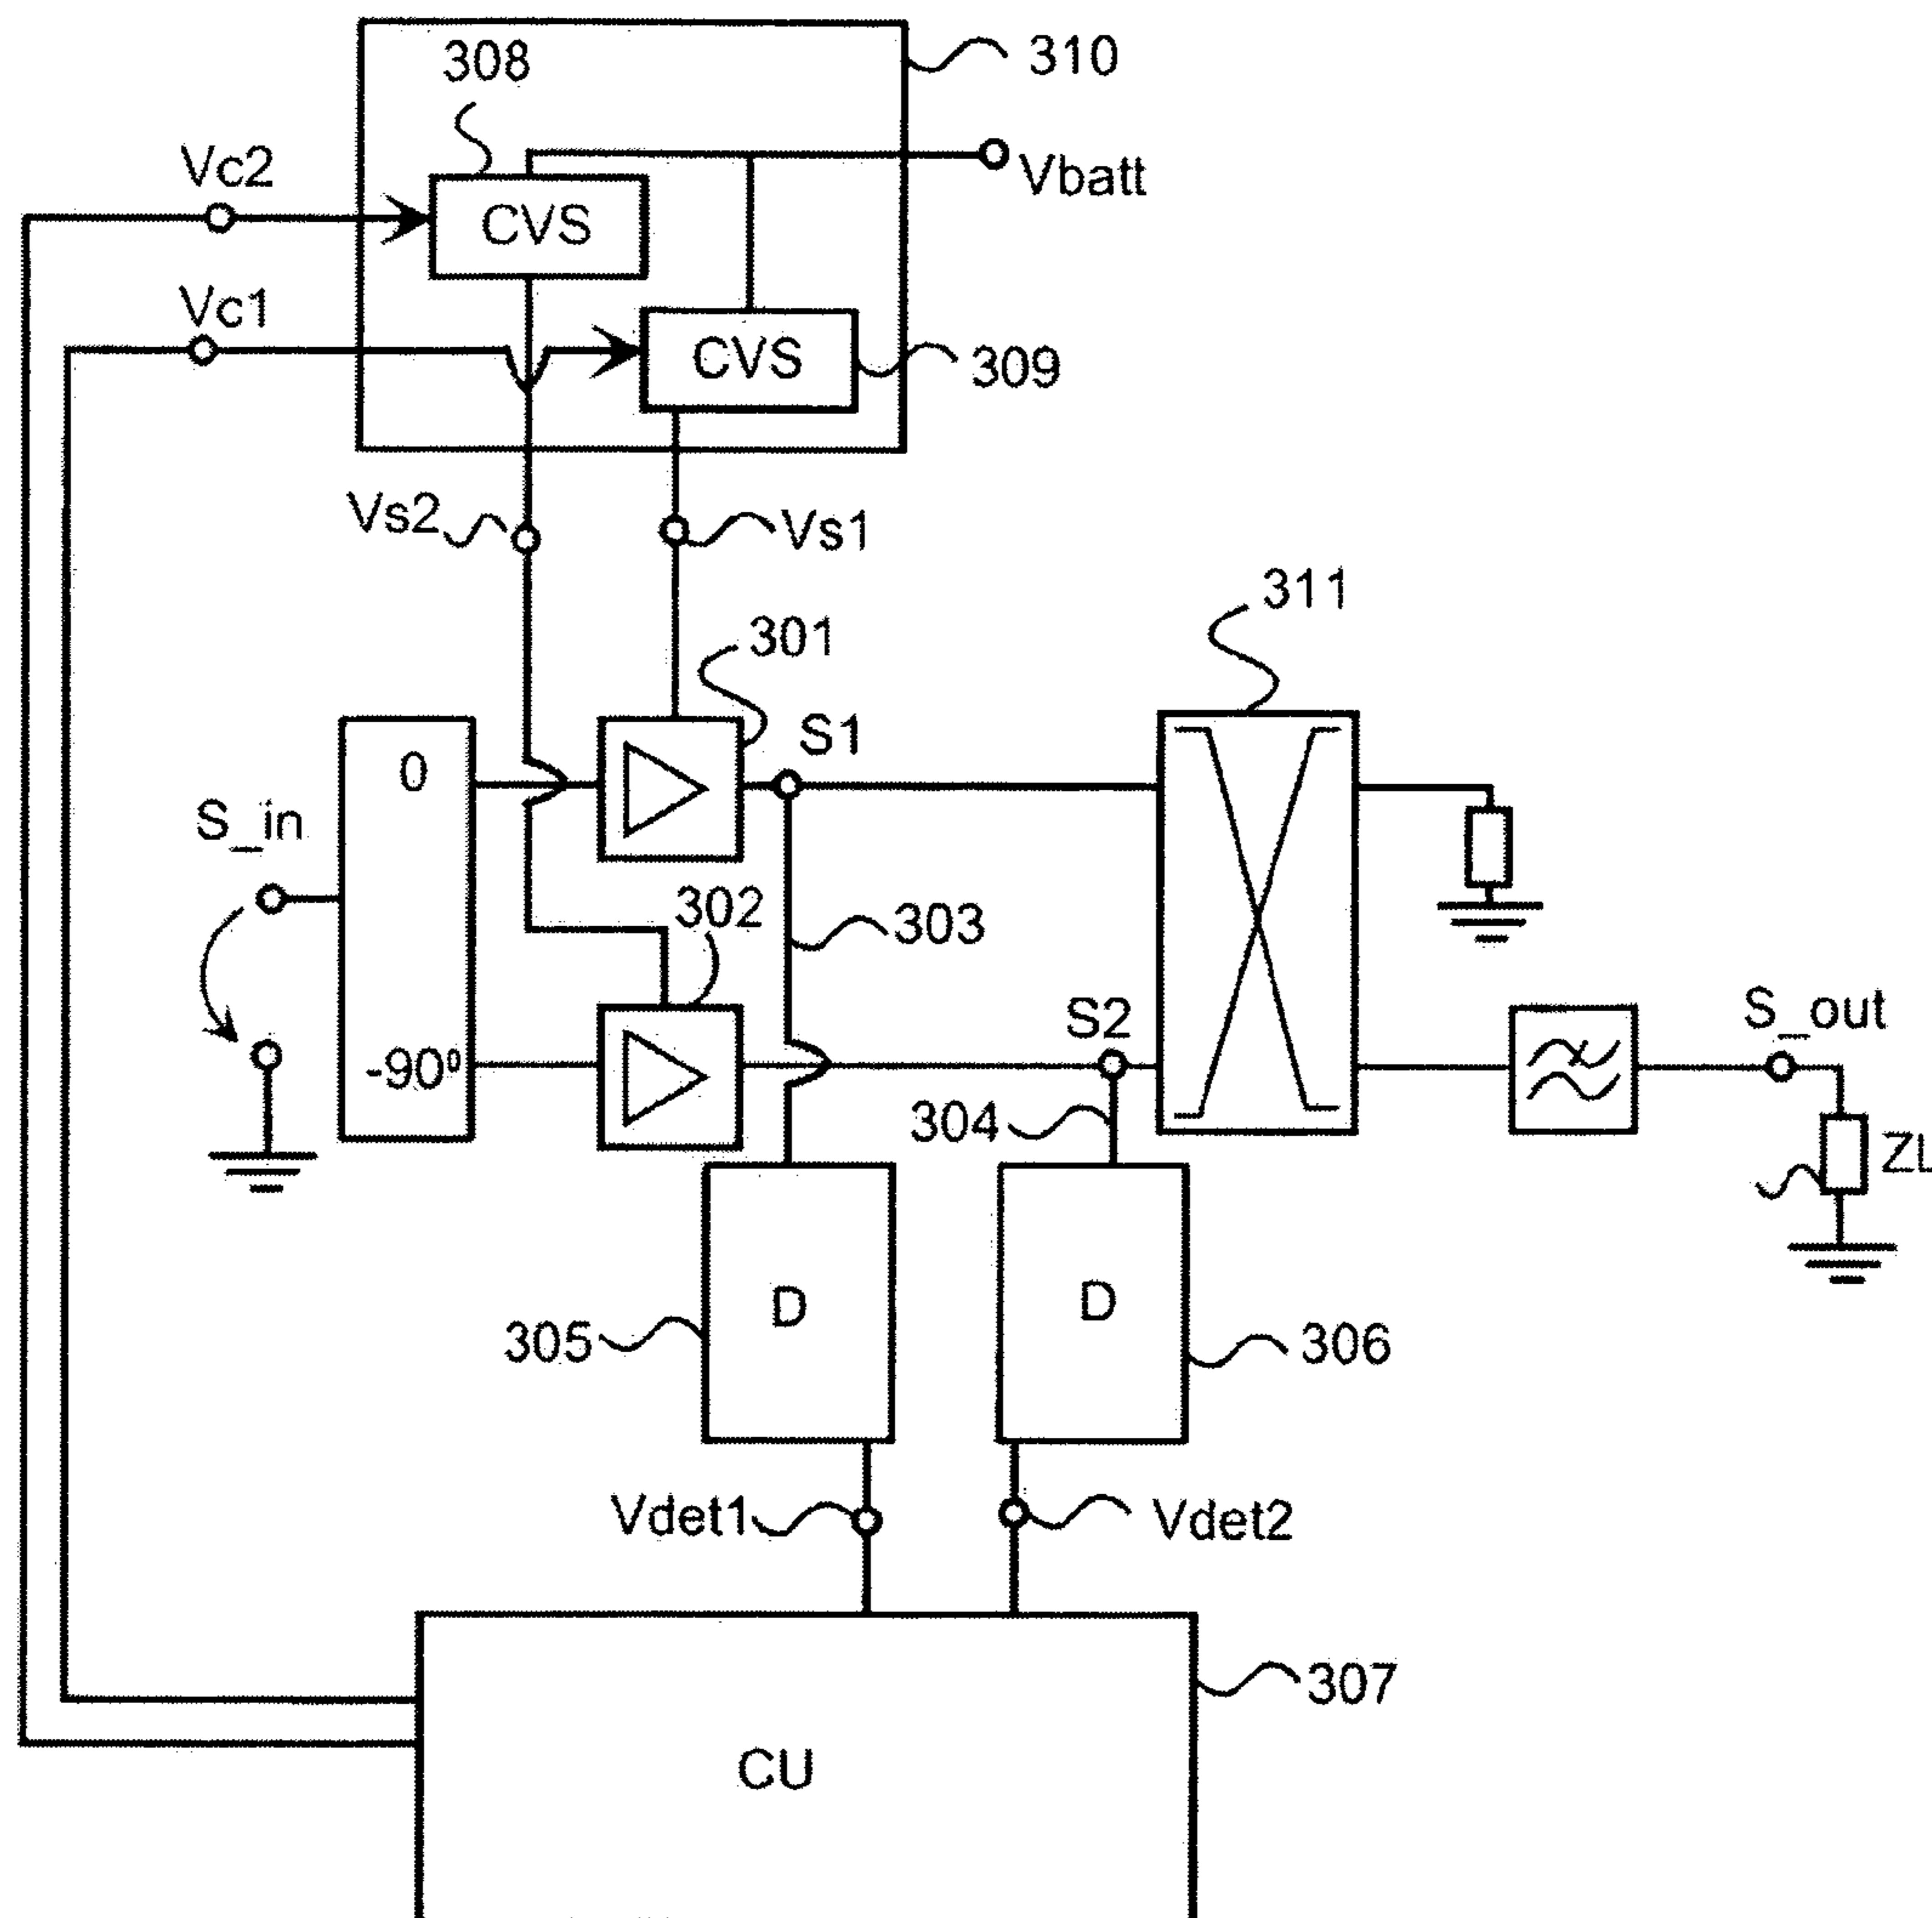 308
310
Vc2
Vbatt
CVS
Vc1
CVS
309
Vs2
Vs1
311
301
S1
0
S_in
302
303
S2
S_out
-90⁰
304
ZL
D
D
305
306
Vdet1
Vdet2
307
CU